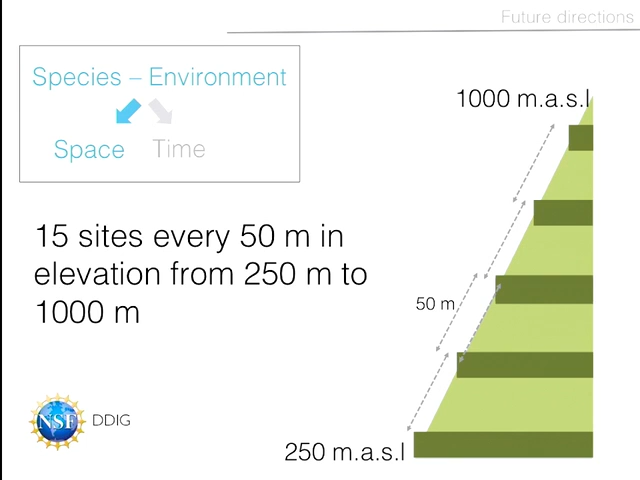 Future directions
Species – Environment
Space Time
1000 m.a.s.l
15 sites every 50 m in
elevation from 250 m to
1000 m
50 m
NSF DDIG
250 m.a.s.l